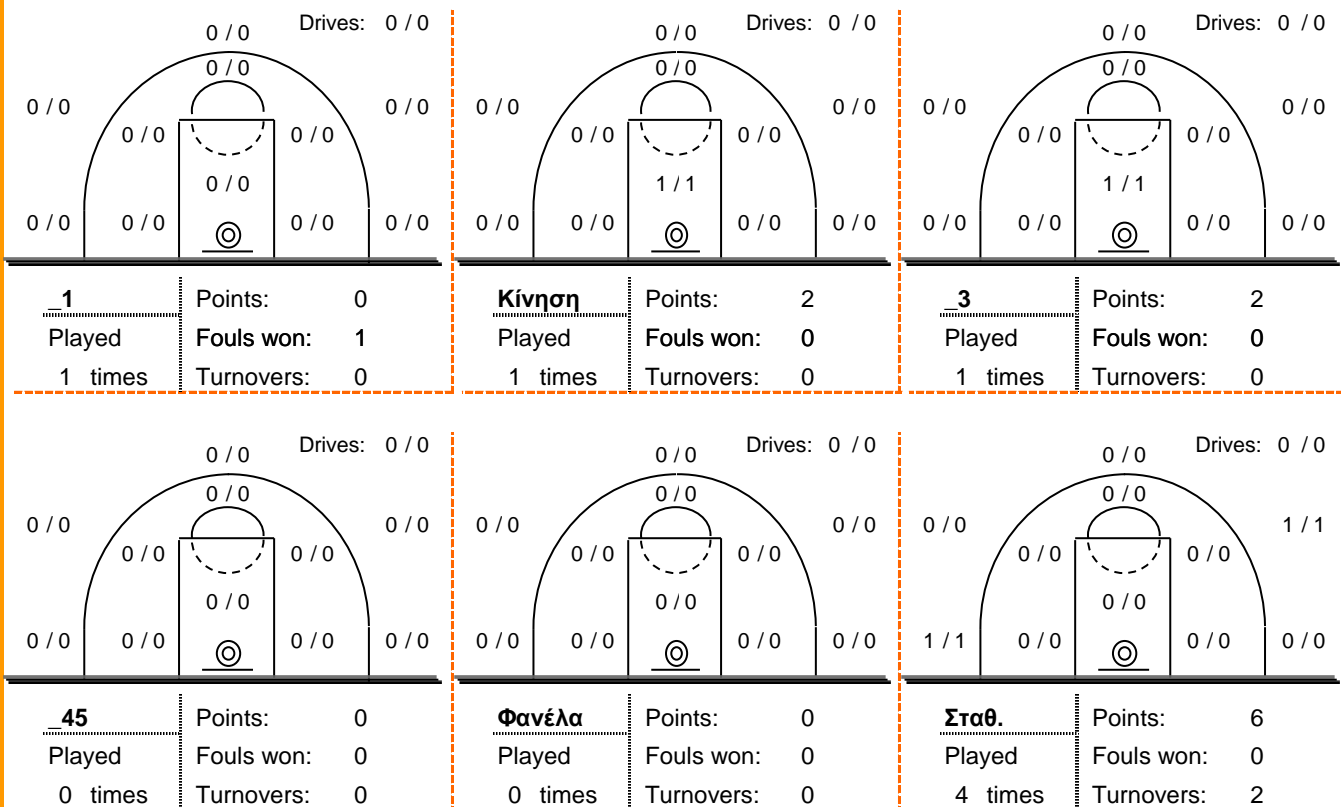 Drives: 0 / 0
0 / 0
0 / 0
0 / 0 0 / 0
0 / 0 0 / 0
0 / 0
0 / 0 0 / 0 0 / 0 0 / 0
_1 Points: 0
Played Fouls won: 1
1 times Turnovers: 0
Drives: 0 / 0
0 / 0
0 / 0
0 / 0 0 / 0
0 / 0 0 / 0
1 / 1
0 / 0 0 / 0 0 / 0 0 / 0
Κίνηση Points: 2
Played Fouls won: 0
1 times Turnovers: 0
Drives: 0 / 0
0 / 0
0 / 0
0 / 0 0 / 0
0 / 0 0 / 0
1 / 1
0 / 0 0 / 0 0 / 0 0 / 0
_3 Points: 2
Played Fouls won: 0
1 times Turnovers: 0
Drives: 0 / 0
0 / 0
0 / 0
0 / 0 0 / 0
0 / 0 0 / 0
0 / 0
0 / 0 0 / 0 0 / 0 0 / 0
_45 Points: 0
Played Fouls won: 0
0 times Turnovers: 0
Drives: 0 / 0
0 / 0
0 / 0
0 / 0 0 / 0
0 / 0 0 / 0
0 / 0
0 / 0 0 / 0 0 / 0 0 / 0
Φανέλα Points: 0
Played Fouls won: 0
0 times Turnovers: 0
Drives: 0 / 0
0 / 0
0 / 0
0 / 0 1 / 1
0 / 0 0 / 0
0 / 0
1 / 1 0 / 0 0 / 0 0 / 0
Σταθ. Points: 6
Played Fouls won: 0
4 times Turnovers: 2